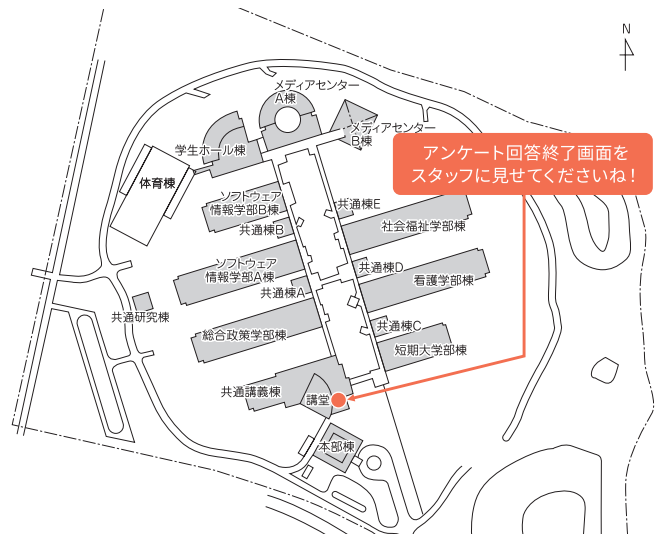 N
メディアセンター
A棟
メディアセンター
B棟
学生ホール棟
アンケート回答終了画面を
スタッフに見せてくださいね！
体育棟
ソフトウェア
情報学部B棟
共通棟E
共通棟B
社会福祉学部棟
ソフトウェア
情報学部A棟
共通棟D
共通棟A
看護学部棟
共通研究棟
総合政策学部棟
共通棟C
短期大学部棟
共通講義棟
講堂
本部棟